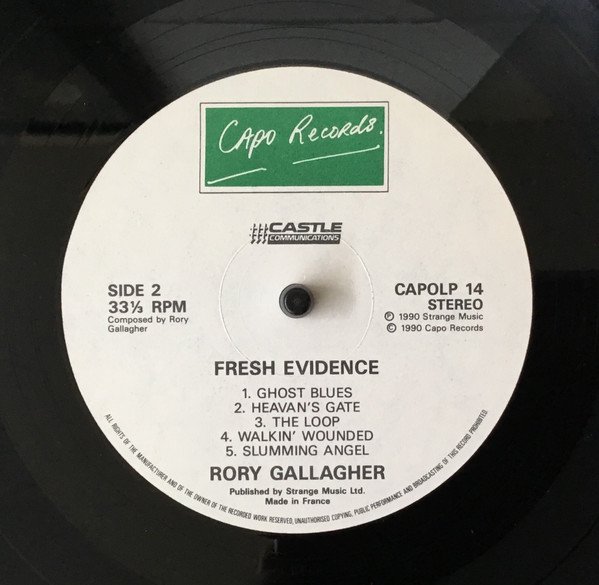 Capo Records.
CASTLE
COMMUNICATIONS
SIDE 2
33⅓ RPM
Composed by Rory
Gallagher
CAPOLP 14
STEREO
Ⓟ 1990 Strange Music
© 1990 Capo Records
FRESH EVIDENCE
1. GHOST BLUES
2. HEAVAN'S GATE
3. THE LOOP
4. WALKIN' WOUNDED
5. SLUMMING ANGEL
RORY GALLAGHER
Published by Strange Music Ltd.
Made in France
ALL RIGHTS OF THE MANUFACTURER AND OF THE OWNER OF THE RECORDED WORK RESERVED, UNAUTHORISED COPYING, PUBLIC PERFORMANCE AND BROADCASTING OF THIS RECORD PROHIBITED.